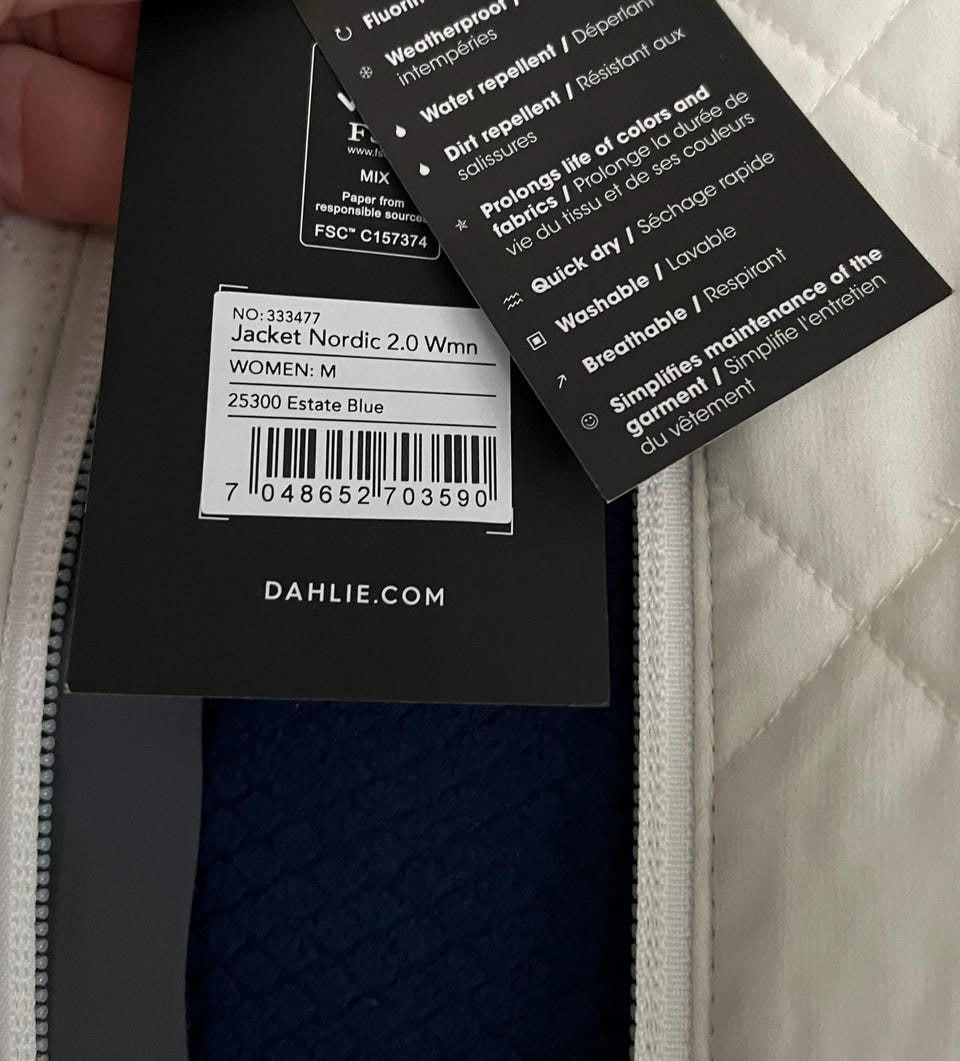 MIX
Paper from
responsible
FSC™ C157374
NO: 333477
Jacket Nordic 2.0 Wmn
WOMEN: M
25300 Estate Blue
7 048652 703590
DAHLIE.COM
Weatherproof /
intempéries
Water repellent / Déperlant
Dirt repellent / Résistant aux
salissures
Prolongs life of colors and
fabrics / Prolonge la durée de
vie du tissu et de ses couleurs
Quick dry / Séchage rapide
Washable / Lavable
Breathable / Respirant
Simplifies maintenance of the
garment / Simplifie l'entretien
du vêtement